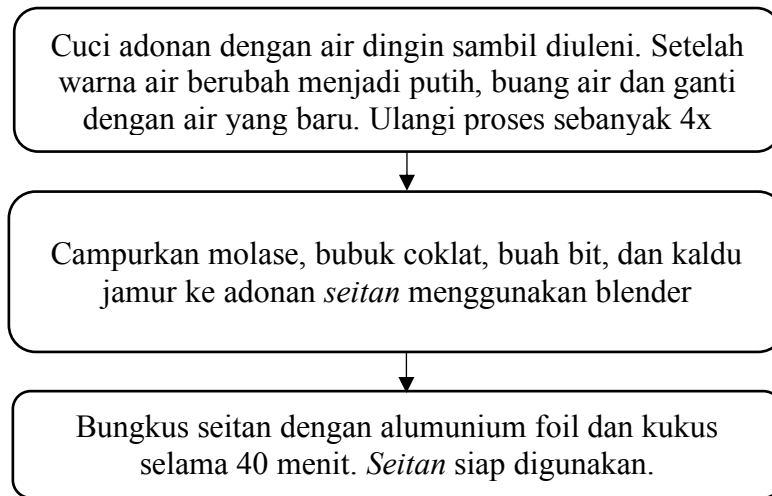 Cuci adonan dengan air dingin sambil diuleni. Setelah
warna air berubah menjadi putih, buang air dan ganti
dengan air yang baru. Ulangi proses sebanyak 4x
Campurkan molase, bubuk coklat, buah bit, dan kaldu
jamur ke adonan seitan menggunakan blender
Bungkus seitan dengan alumunium foil dan kukus
selama 40 menit. Seitan siap digunakan.